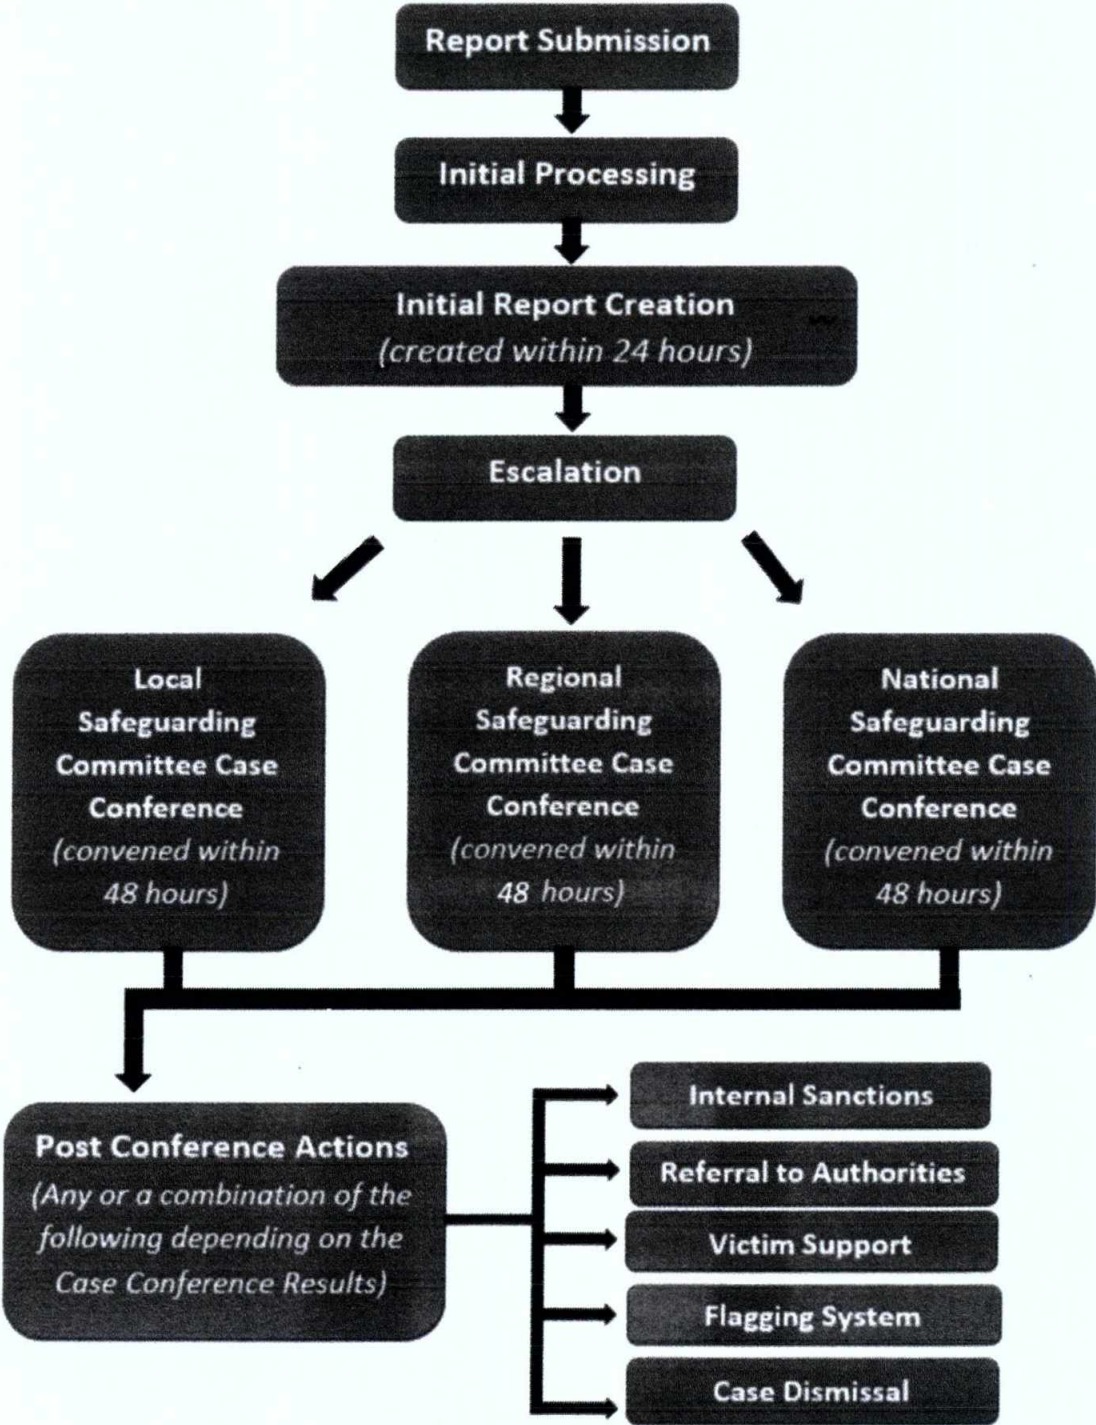 Report Submission
Initial Processing
Initial Report Creation
(created within 24 hours)
Escalation
Local
Safeguarding
Committee Case
Conference
(convened within
48 hours)
Regional
Safeguarding
Committee Case
Conference
(convened within
48 hours)
National
Safeguarding
Committee Case
Conference
(convened within
48 hours)
Post Conference Actions
(Any or a combination of the
following depending on the
Case Conference Results)
Internal Sanctions
Referral to Authorities
Victim Support
Flagging System
Case Dismissal